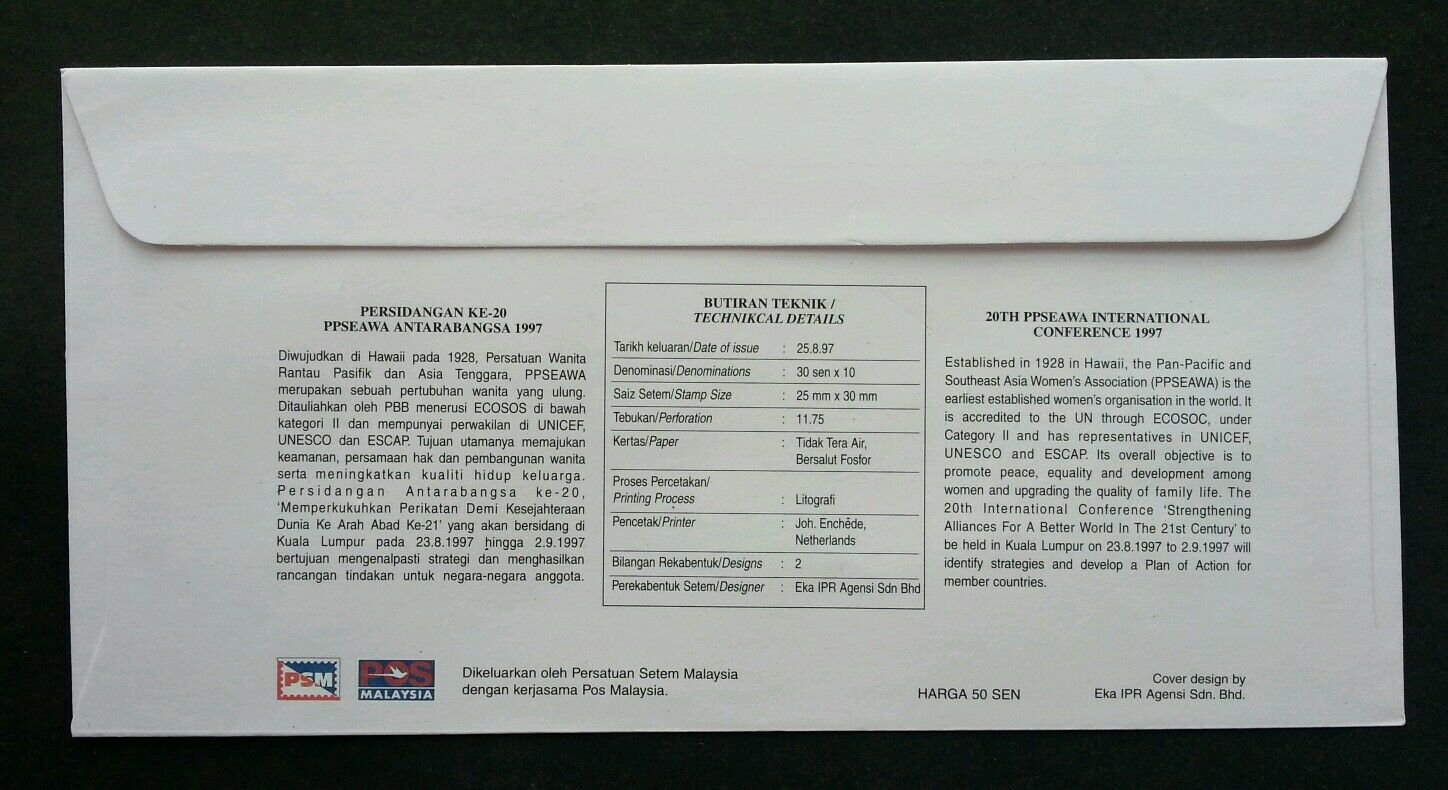 PERSIDANGAN KE-20
PPSEAWA ANTARABANGSA 1997
Diwujudkan di Hawaii pada 1928, Persatuan Wanita
Rantau Pasifik dan Asia Tenggara, PPSEAWA
merupakan sebuah pertubuhan wanita yang ulung.
Ditauliahkan oleh PBB menerusi ECOSOS di bawah
kategori II dan mempunyai perwakilan di UNICEF,
UNESCO dan ESCAP. Tujuan utamanya memajukan
keamanan, persamaan hak dan pembangunan wanita
serta meningkatkan kualiti hidup keluarga.
Persidangan Antarabangsa ke-20,
'Memperkukuhkan Perikatan Demi Kesejahteraan
Dunia Ke Arah Abad Ke-21' yang akan bersidang di
Kuala Lumpur pada 23.8.1997 hingga 2.9.1997
bertujuan mengenalpasti strategi dan menghasilkan
rancangan tindakan untuk negara-negara anggota.
BUTIRAN TEKNIK /
TECHNIKCAL DETAILS
Tarikh keluaran/Date of issue : 25.8.97
Denominasi/Denominations : 30 sen x 10
Saiz Setem/Stamp Size : 25 mm x 30 mm
Tebukan/Perforation : 11.75
Kertas/Paper : Tidak Tera Air,
Bersalut Fosfor
Proses Percetakan/
Printing Process : Litografi
Pencetak/Printer : Joh. Enchēde,
Netherlands
Bilangan Rekabentuk/Designs : 2
Perekabentuk Setem/Designer : Eka IPR Agensi Sdn Bhd
20TH PPSEAWA INTERNATIONAL
CONFERENCE 1997
Established in 1928 in Hawaii, the Pan-Pacific and
Southeast Asia Women's Association (PPSEAWA) is the
earliest established women's organisation in the world. It
is accredited to the UN through ECOSOC, under
Category II and has representatives in UNICEF,
UNESCO and ESCAP. Its overall objective is to
promote peace, equality and development among
women and upgrading the quality of family life. The
20th International Conference 'Strengthening
Alliances For A Better World In The 21st Century' to
be held in Kuala Lumpur on 23.8.1997 to 2.9.1997 will
identify strategies and develop a Plan of Action for
member countries.
PSM
POS
MALAYSIA
Dikeluarkan oleh Persatuan Setem Malaysia
dengan kerjasama Pos Malaysia.
HARGA 50 SEN
Cover design by
Eka IPR Agensi Sdn. Bhd.